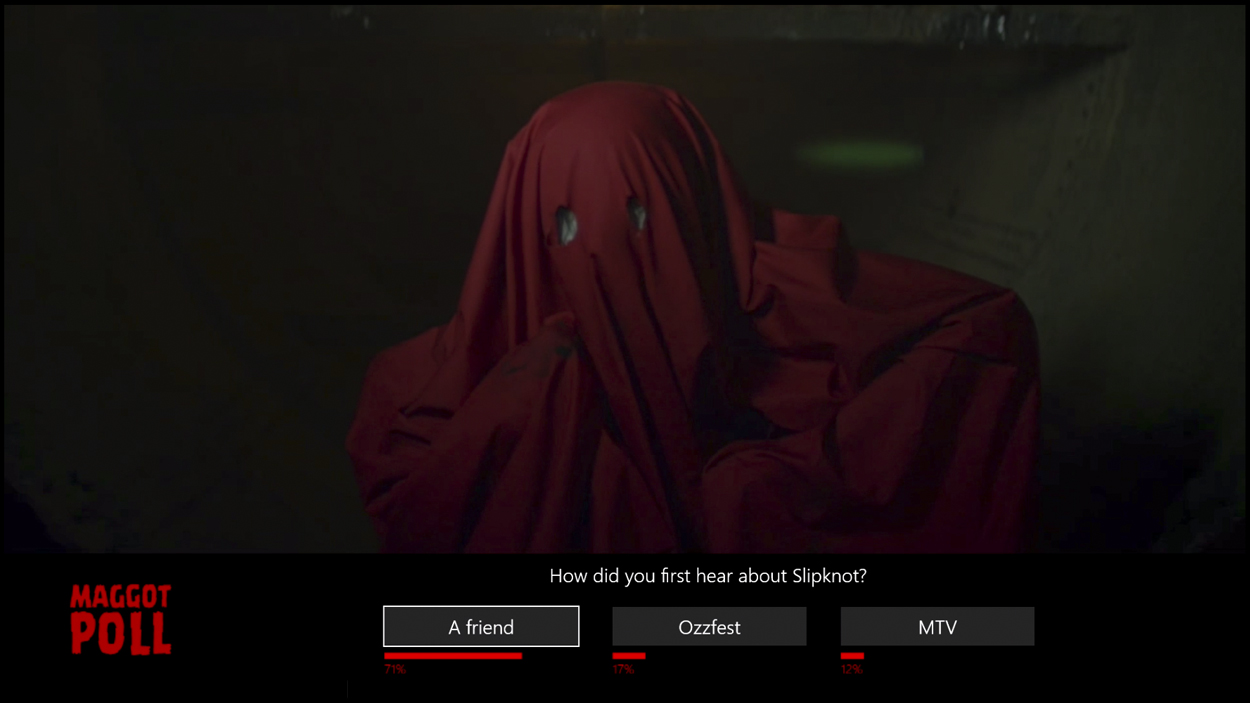 How did you first hear about Slipknot?
MAGGOT
POLL
A friend
Ozzfest
MTV
71%
17%
12%